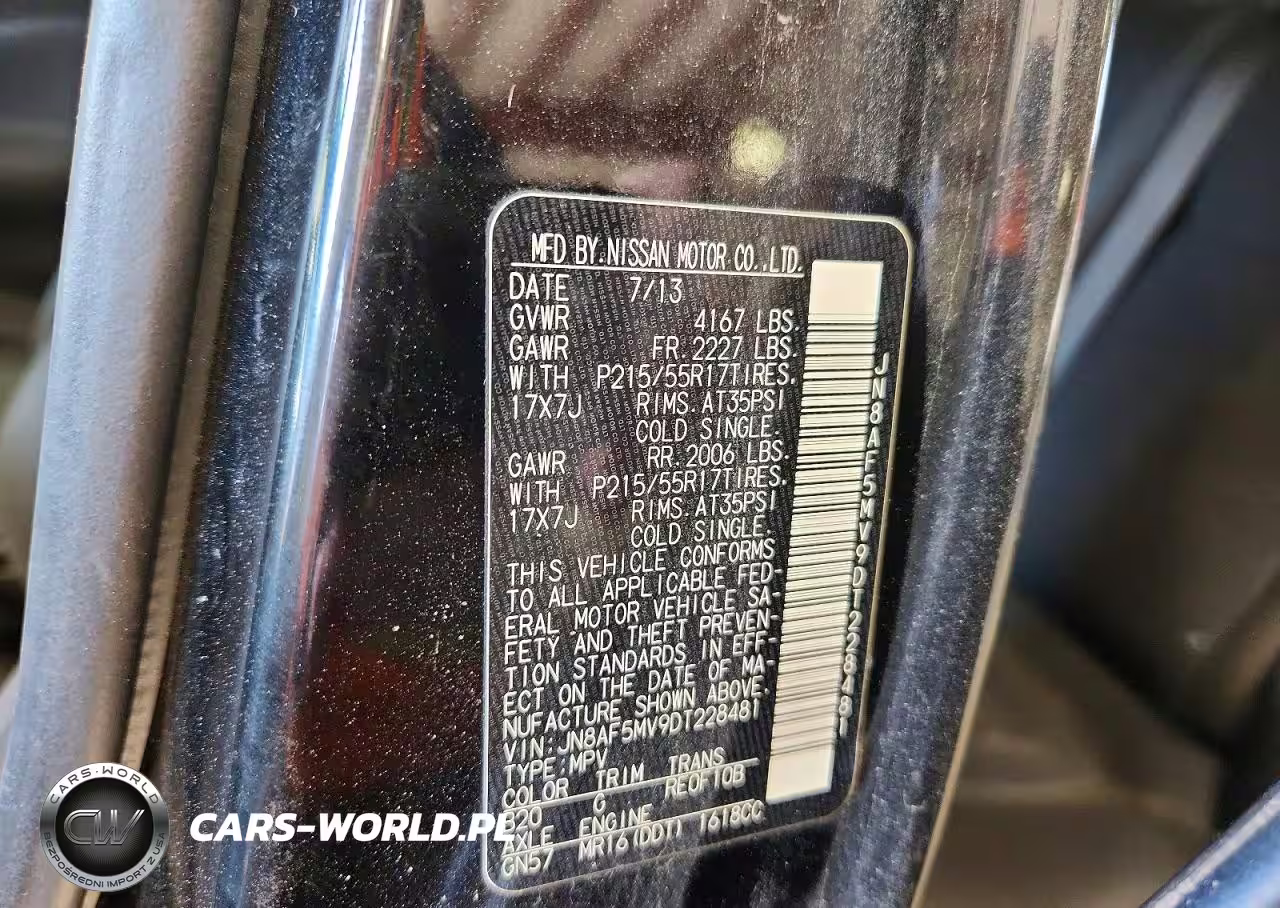 MFD BY.NISSAN MOTOR CO.,LTD.
DATE 7/13
GVWR 4167 LBS.
GAWR FR.2227 LBS.
WITH P215/55R17TIRES.
17X7J RIMS.AT35PSI
COLD SINGLE.
GAWR RR.2006 LBS.
WITH P215/55R17TIRES.
17X7J RIMS.AT35PSI
COLD SINGLE.
THIS VEHICLE CONFORMS
TO ALL APPLICABLE FED-
ERAL MOTOR VEHICLE SA-
FETY AND THEFT PREVEN-
TION STANDARDS IN EFF-
ECT ON THE DATE OF MA-
NUFACTURE SHOWN ABOVE.
VIN:JN8AF5MV9DT228481
TYPE:MPV
COLOR TRIM TRANS
B20 G RE0F10B
AXLE ENGINE
GN57 MR16(DDT) 1618CC
JN8AF5MV9DT228481
CARS-WORLD
CW
BEZPOŚREDNI IMPORT Z USA
CARS-WORLD.PL